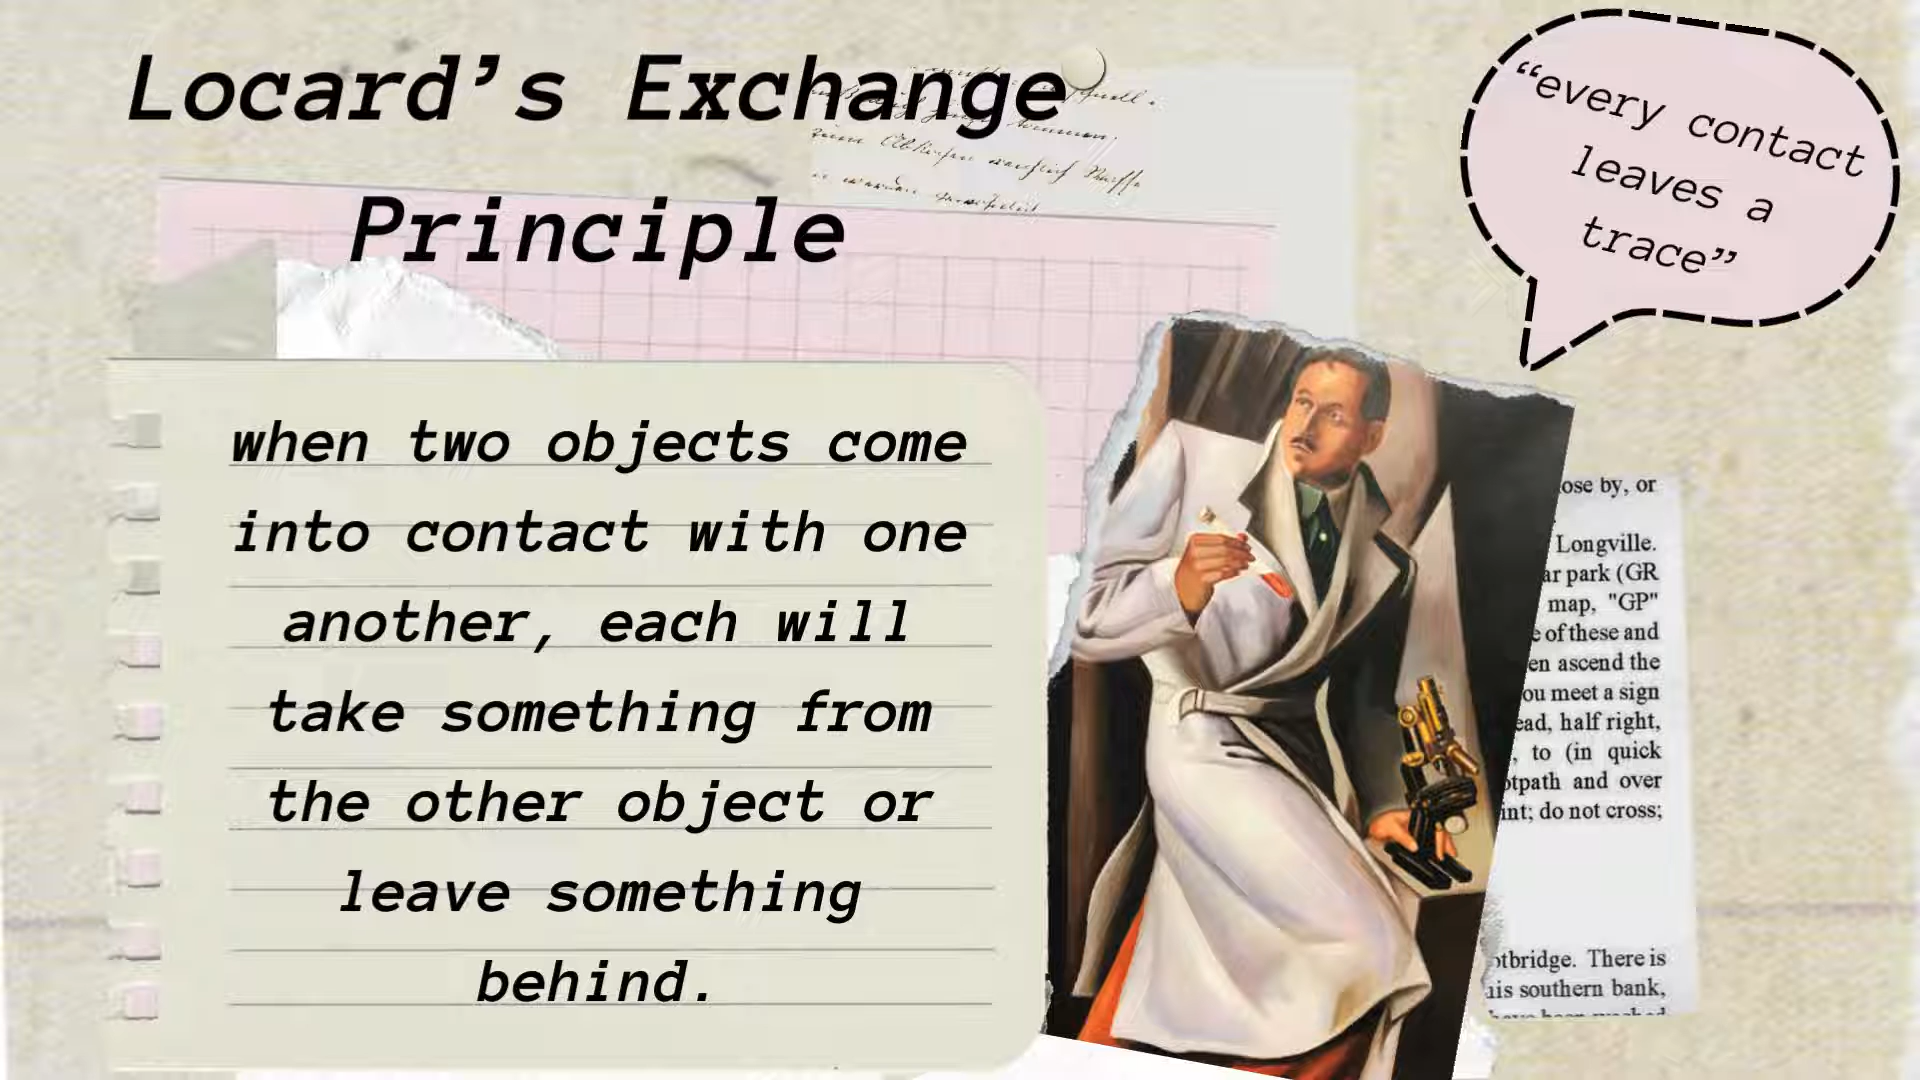 Locard’s Exchange
Principle
“every contact
leaves a
trace”
when two objects come
into contact with one
another, each will
take something from
the other object or
leave something
behind.
ose by, or
Longville.
ar park (GR
map, "GP"
e of these and
en ascend the
ou meet a sign
ead, half right,
, to (in quick
otpath and over
int; do not cross;
otbridge. There is
his southern bank,